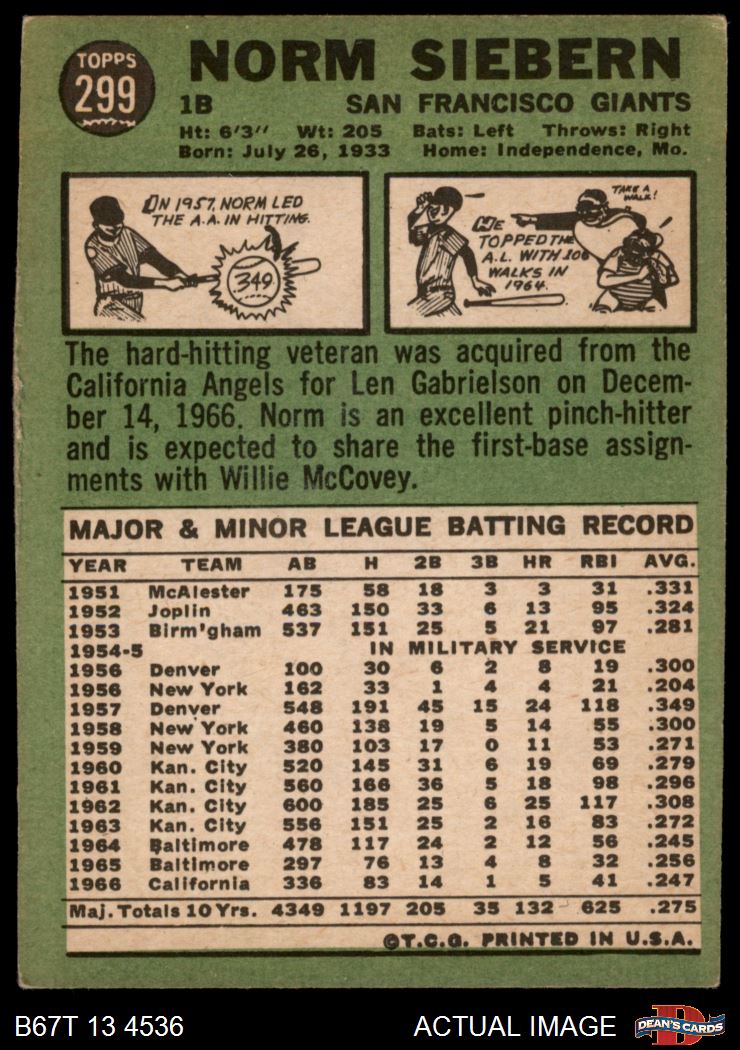 TOPPS
299
NORM SIEBERN
1B SAN FRANCISCO GIANTS
Ht: 6'3" Wt: 205 Bats: Left Throws: Right
Born: July 26, 1933 Home: Independence, Mo.
IN 1957, NORM LED
THE A.A. IN HITTING.
349
TAKE A
WALK!
HE
TOPPED THE
A.L. WITH 106
WALKS IN
1964.
The hard-hitting veteran was acquired from the
California Angels for Len Gabrielson on Decem-
ber 14, 1966. Norm is an excellent pinch-hitter
and is expected to share the first-base assign-
ments with Willie McCovey.
MAJOR & MINOR LEAGUE BATTING RECORD
YEAR TEAM AB H 2B 3B HR RBI AVG.
1951 McAlester 175 58 18 3 3 31 .331
1952 Joplin 463 150 33 6 13 95 .324
1953 Birm'gham 537 151 25 5 21 97 .281
1954-5 IN MILITARY SERVICE
1956 Denver 100 30 6 2 8 19 .300
1956 New York 162 33 1 4 4 21 .204
1957 Denver 548 191 45 15 24 118 .349
1958 New York 460 138 19 5 14 55 .300
1959 New York 380 103 17 0 11 53 .271
1960 Kan. City 520 145 31 6 19 69 .279
1961 Kan. City 560 166 36 5 18 98 .296
1962 Kan. City 600 185 25 6 25 117 .308
1963 Kan. City 556 151 25 2 16 83 .272
1964 Baltimore 478 117 24 2 12 56 .245
1965 Baltimore 297 76 13 4 8 32 .256
1966 California 336 83 14 1 5 41 .247
Maj. Totals 10 Yrs. 4349 1197 205 35 132 625 .275
©T.C.G. PRINTED IN U.S.A.
B67T 13 4536 ACTUAL IMAGE
D
DEAN'S CARDS